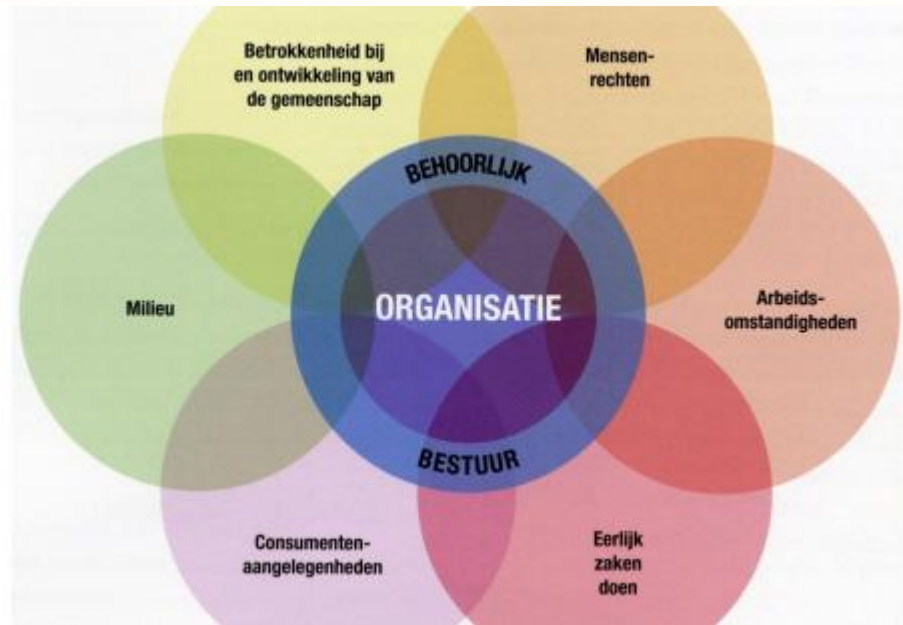 Betrokkenheid bij
en ontwikkeling van
de gemeenschap
Mensen-
rechten
BEHOORLIJK
Milieu
ORGANISATIE
Arbeids-
omstandigheden
BESTUUR
Consumenten-
aangelegenheden
Eerlijk
zaken
doen